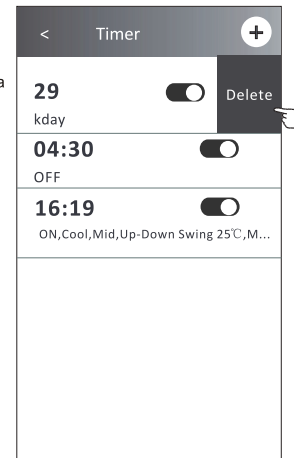 < Timer +
a
29
Delete
kday
04:30
OFF
16:19
ON,Cool,Mid,Up-Down Swing 25℃,M...